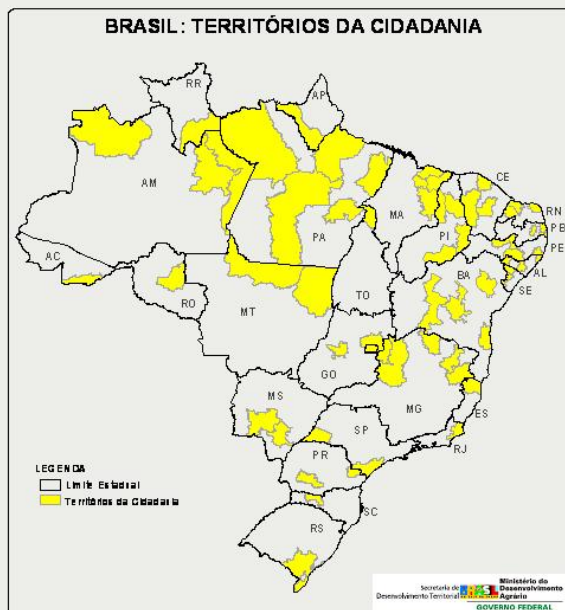 BRASIL: TERRITÓRIOS DA CIDADANIA
RR
AP
AM
PA
MA
CE
RN
PB
PE
AL
SE
PI
AC
RO
MT
TO
BA
GO
MG
ES
MS
SP
RJ
PR
SC
RS
LEGENDA
Limite Estadual
Territórios da Cidadania
Secretaria de
Desenvolvimento Territorial
BRASIL
Ministério do
Desenvolvimento
Agrário
GOVERNO FEDERAL